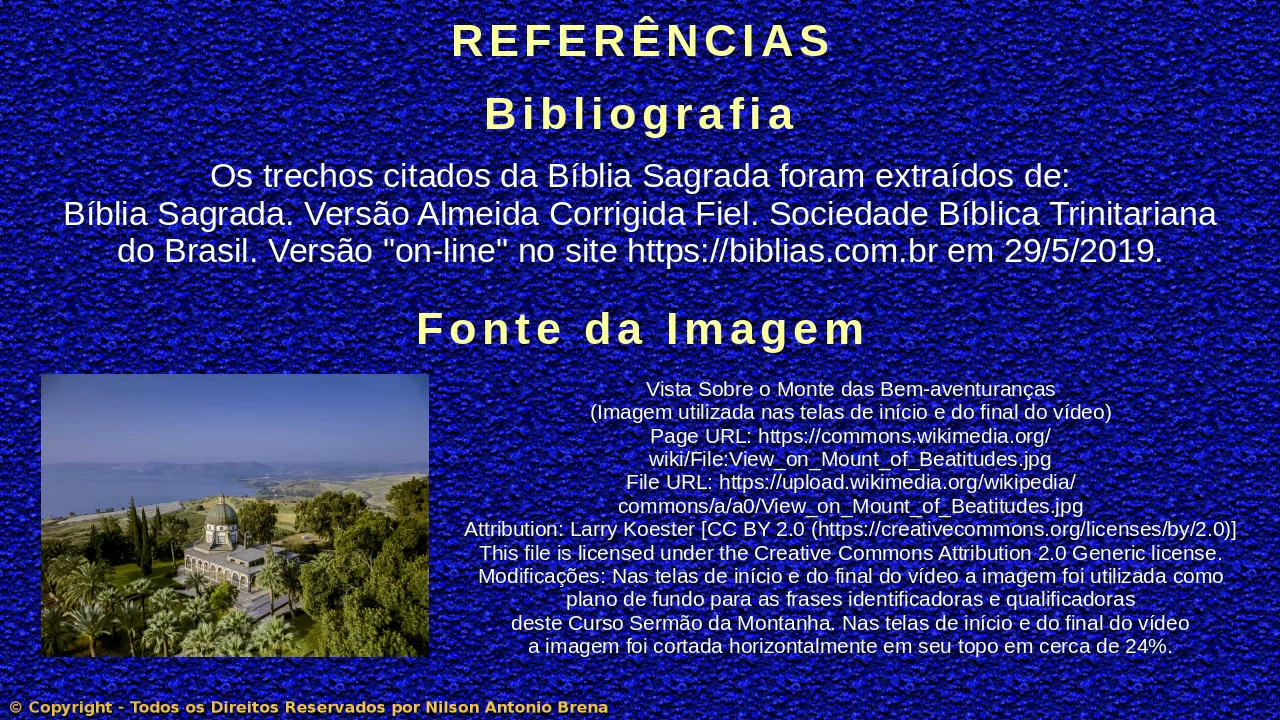 REFERÊNCIAS
Bibliografia
Os trechos citados da Bíblia Sagrada foram extraídos de:
Bíblia Sagrada. Versão Almeida Corrigida Fiel. Sociedade Bíblica Trinitariana
do Brasil. Versão "on-line" no site https://biblias.com.br em 29/5/2019.
Fonte da Imagem
Vista Sobre o Monte das Bem-aventuranças
(Imagem utilizada nas telas de início e do final do vídeo)
Page URL: https://commons.wikimedia.org/
wiki/File:View_on_Mount_of_Beatitudes.jpg
File URL: https://upload.wikimedia.org/wikipedia/
commons/a/a0/View_on_Mount_of_Beatitudes.jpg
Attribution: Larry Koester [CC BY 2.0 (https://creativecommons.org/licenses/by/2.0)]
This file is licensed under the Creative Commons Attribution 2.0 Generic license.
Modificações: Nas telas de início e do final do vídeo a imagem foi utilizada como
plano de fundo para as frases identificadoras e qualificadoras
deste Curso Sermão da Montanha. Nas telas de início e do final do vídeo
a imagem foi cortada horizontalmente em seu topo em cerca de 24%.
© Copyright - Todos os Direitos Reservados por Nilson Antonio Brena